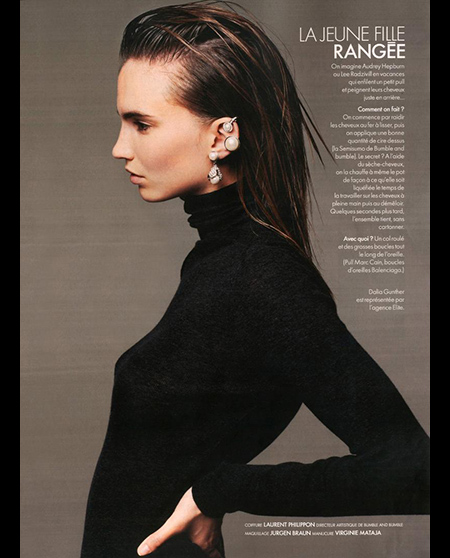 LA JEUNE FILLE
RANGÉE
On imagine Audrey Hepburn
ou Lee Radziwill en vacances
qui enfilent un petit pull
et peignent leurs cheveux
juste en arrière...
Comment on fait ?
On commence par raidir
les cheveux au fer à lisser, puis
on applique une bonne
quantité de cire dessus
(la Semisumo de Bumble and
bumble). Le secret ? A l'aide
du sèche-cheveux,
on la chauffe à même le pot
de façon à ce qu'elle soit
liquéfiée le temps de
la travailler sur les cheveux à
pleine main puis au démêloir.
Quelques secondes plus tard,
l'ensemble tient, sans
cartonner.
Avec quoi ? Un col roulé
et des grosses boucles tout
le long de l'oreille.
(Pull Marc Cain, boucles
d'oreilles Balenciaga.)
Dalia Gunther
est représentée par
l'agence Elite.
COIFFURE LAURENT PHILIPPON DIRECTEUR ARTISTIQUE DE BUMBLE AND BUMBLE
MAQUILLAGE JURGEN BRAUN MANUCURE VIRGINIE MATAJA